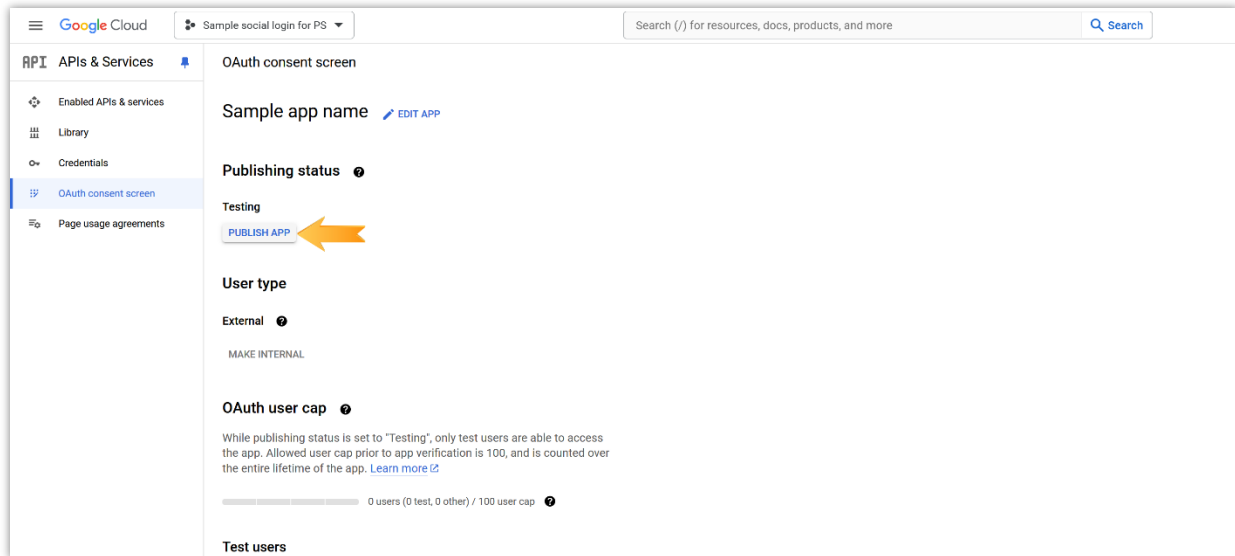 Google Cloud
Sample social login for PS
Search (/) for resources, docs, products, and more
Search
API APIs & Services
OAuth consent screen
Enabled APIs & services
Library
Credentials
OAuth consent screen
Page usage agreements
Sample app name
EDIT APP
Publishing status
Testing
PUBLISH APP
User type
External
MAKE INTERNAL
OAuth user cap
While publishing status is set to "Testing", only test users are able to access
the app. Allowed user cap prior to app verification is 100, and is counted over
the entire lifetime of the app. Learn more
0 users (0 test, 0 other) / 100 user cap
Test users